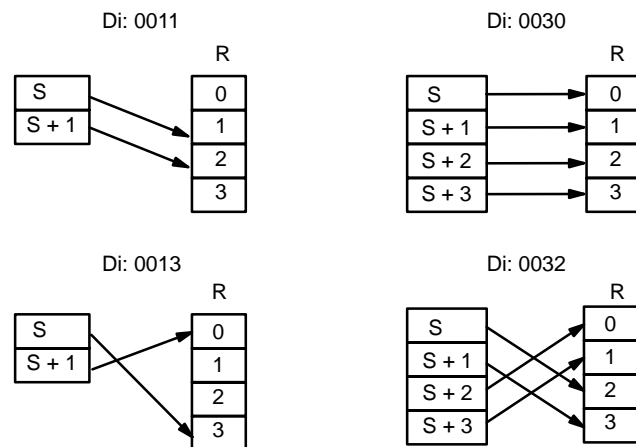 Di: 0011
R
S
S + 1
0
1
2
3
Di: 0030
R
S
S + 1
S + 2
S + 3
0
1
2
3
Di: 0013
R
S
S + 1
0
1
2
3
Di: 0032
R
S
S + 1
S + 2
S + 3
0
1
2
3